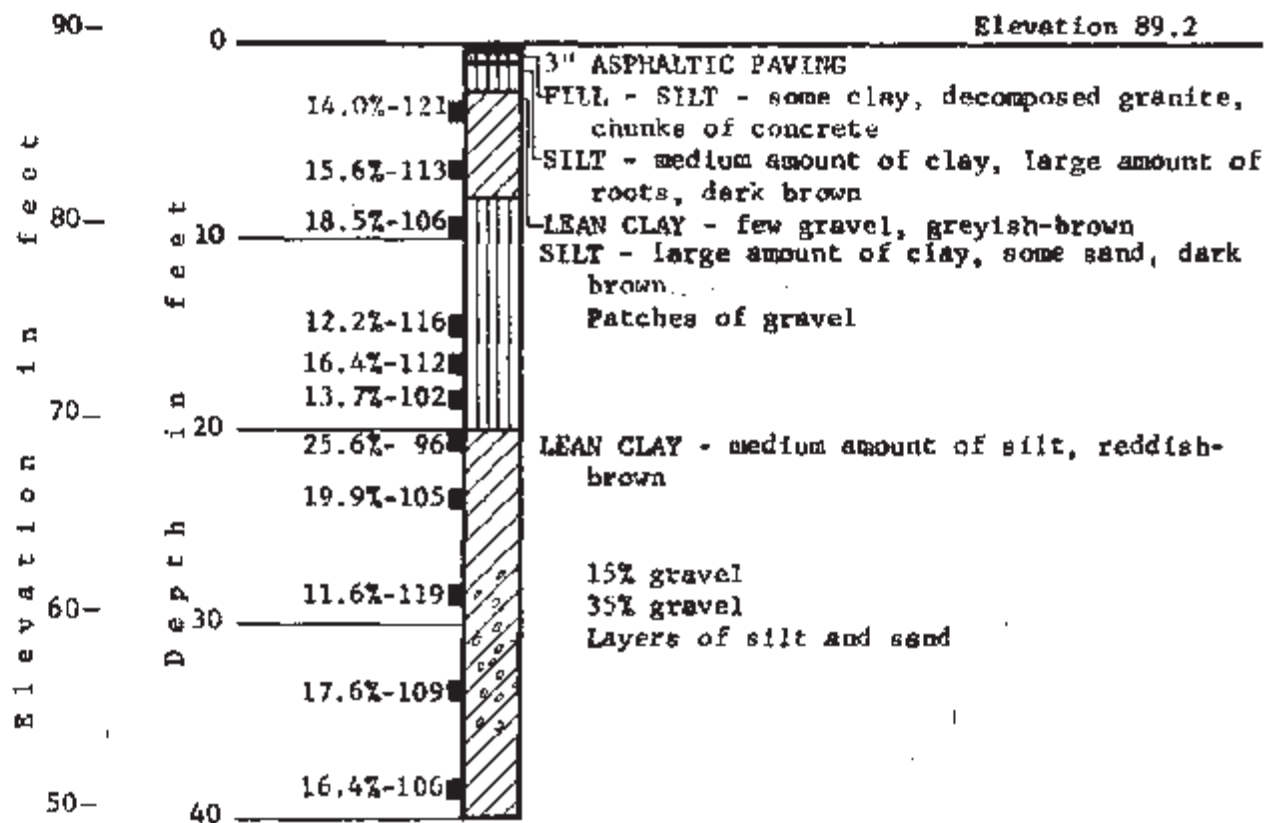 90–
0
Elevation 89.2
3" ASPHALTIC PAVING
14.0%-121
FILL - SILT - some clay, decomposed granite,
chunks of concrete
15.6%-113
SILT - medium amount of clay, large amount of
roots, dark brown
80–
18.5%-106
LEAN CLAY - few gravel, greyish-brown
10
SILT - large amount of clay, some sand, dark
brown
12.2%-116
Patches of gravel
16.4%-112
13.7%-102
70–
20
25.6%- 96
LEAN CLAY - medium amount of silt, reddish-
brown
19.9%-105
15% gravel
11.6%-119
35% gravel
60–
30
Layers of silt and sand
17.6%-109
16.4%-106
50–
40
Elevation in feet
Depth in feet